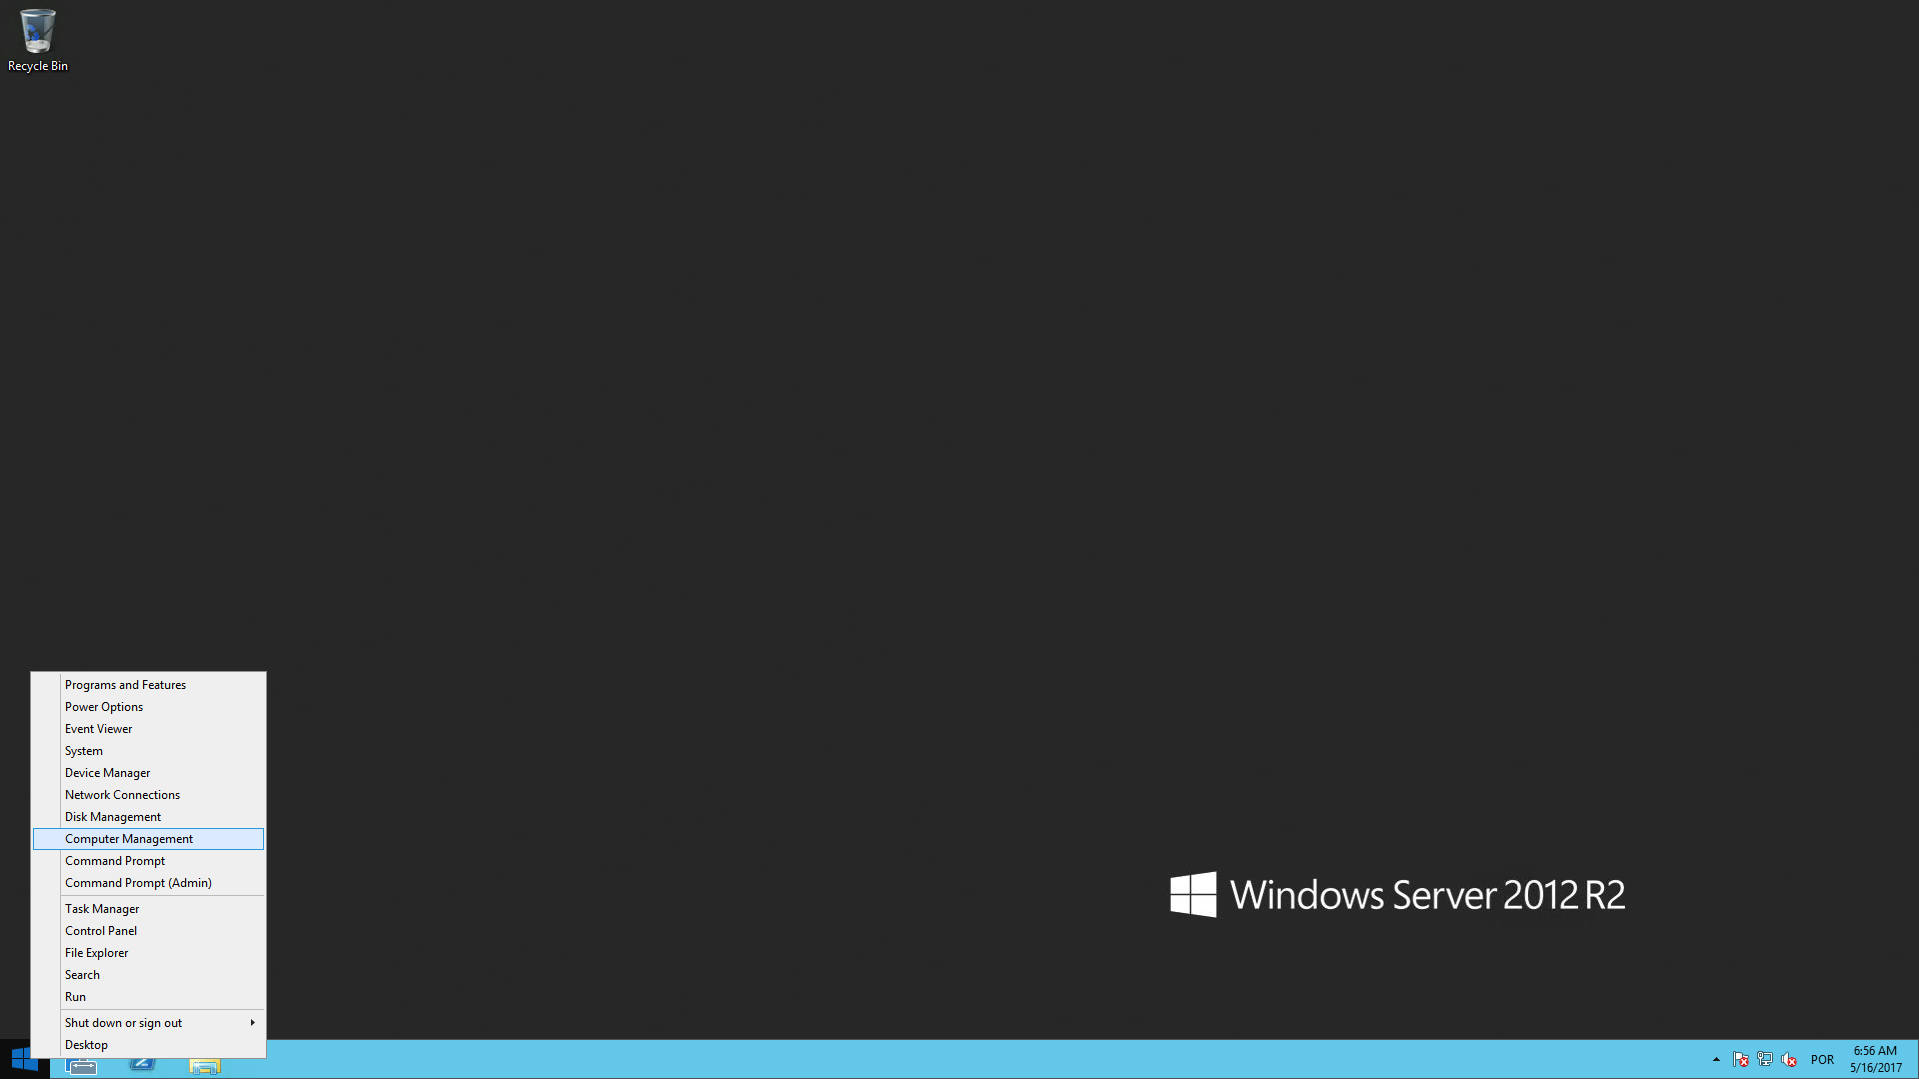 Recycle Bin
Programs and Features
Power Options
Event Viewer
System
Device Manager
Network Connections
Disk Management
Computer Management
Command Prompt
Command Prompt (Admin)
Task Manager
Control Panel
File Explorer
Search
Run
Shut down or sign out
Desktop
Windows Server 2012 R2
POR
6:56 AM
5/16/2017